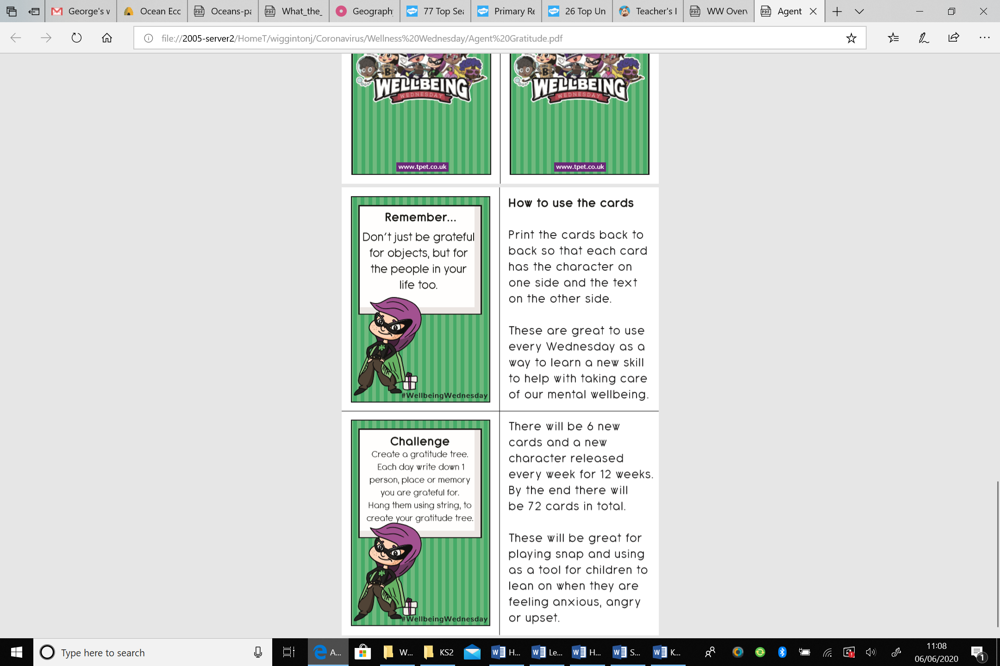 George's v
Ocean Ecc
Oceans-pa
What_the_
Geography
77 Top Sea
Primary Re
26 Top Un
Teacher's I
WW Overv
Agent
file://2005-server2/HomeT/wiggintonj/Coronavirus/Wellness%20Wednesday/Agent%20Gratitude.pdf
B
WELLBEING
WEDNESDAY
www.tpet.co.uk
B
WELLBEING
WEDNESDAY
www.tpet.co.uk
Remember...
Don't just be grateful
for objects, but for
the people in your
life too.
#WellbeingWednesday
How to use the cards
Print the cards back to
back so that each card
has the character on
one side and the text
on the other side.
These are great to use
every Wednesday as a
way to learn a new skill
to help with taking care
of our mental wellbeing.
Challenge
Create a gratitude tree.
Each day write down 1
person, place or memory
you are grateful for.
Hang them using string, to
create your gratitude tree.
#WellbeingWednesday
There will be 6 new
cards and a new
character released
every week for 12 weeks.
By the end there will
be 72 cards in total.
These will be great for
playing snap and using
as a tool for children to
lean on when they are
feeling anxious, angry
or upset.
Type here to search
A...
W...
KS2
H...
Le...
H...
S...
K...
11:08
06/06/2020
1